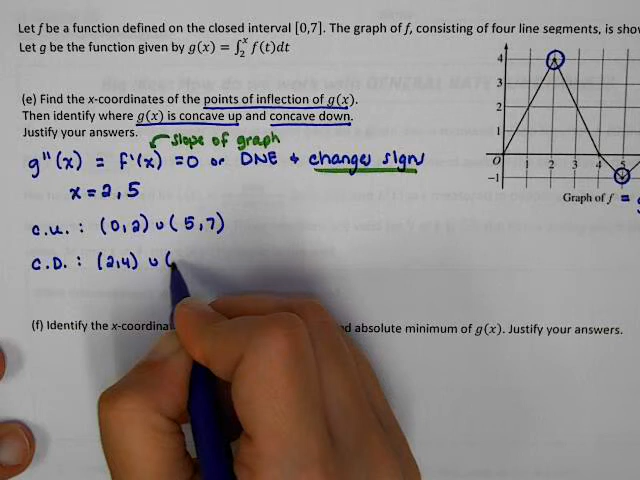 Let f be a function defined on the closed interval [0,7]. The graph of f, consisting of four line segments, is
Let g be the function given by g(x) = ∫₂ˣ f(t)dt
(e) Find the x-coordinates of the points of inflection of g(x).
Then identify where g(x) is concave up and concave down.
Justify your answers.
slope of graph
g"(x) = f'(x) = 0 or DNE + changes sign
x = 2, 5
c.u. : (0,2) ∪ (5,7)
C.D. : (2,4) ∪ (
4
3
2
1
O 1 2 3 4 5
-1
Graph of f =
(f) Identify the absolute minimum of g(x). Justify your answers.